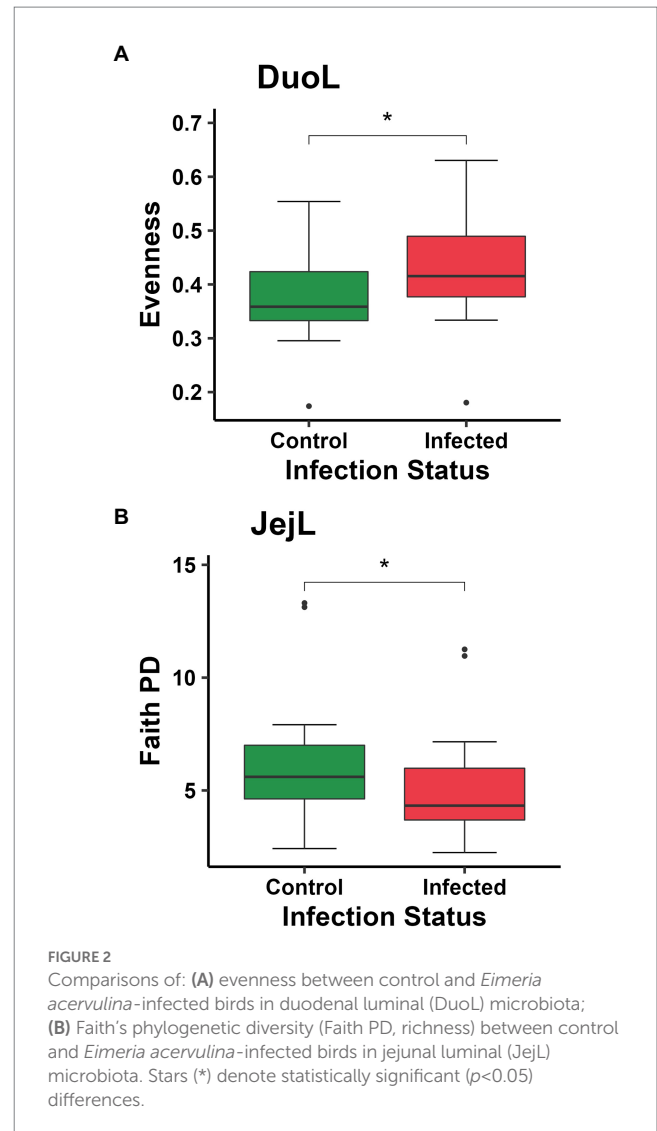 A
DuoL
*
0.7
0.6
0.5
0.4
0.3
0.2
Evenness
Control Infected
Infection Status
B
JejL
*
15
10
5
Faith PD
Control Infected
Infection Status
FIGURE 2
Comparisons of: (A) evenness between control and Eimeria
acervulina-infected birds in duodenal luminal (DuoL) microbiota;
(B) Faith's phylogenetic diversity (Faith PD, richness) between control
and Eimeria acervulina-infected birds in jejunal luminal (JejL)
microbiota. Stars (*) denote statistically significant (p<0.05)
differences.